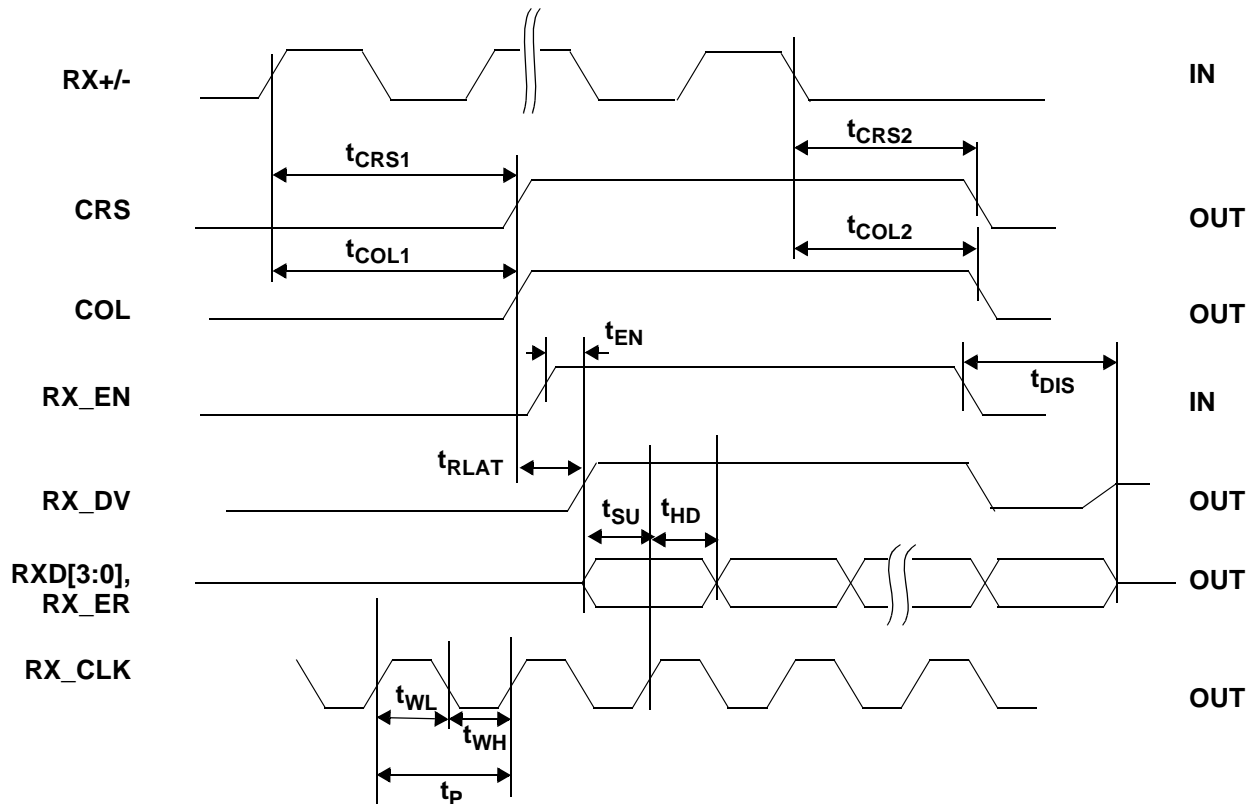 RX+/- IN
tCRS1 tCRS2
CRS OUT
tCOL1 tCOL2
COL OUT
tEN
RX_EN tDIS IN
tRLAT
RX_DV OUT
tSU tHD
RXD[3:0], OUT
RX_ER
RX_CLK OUT
tWL
tWH
tP